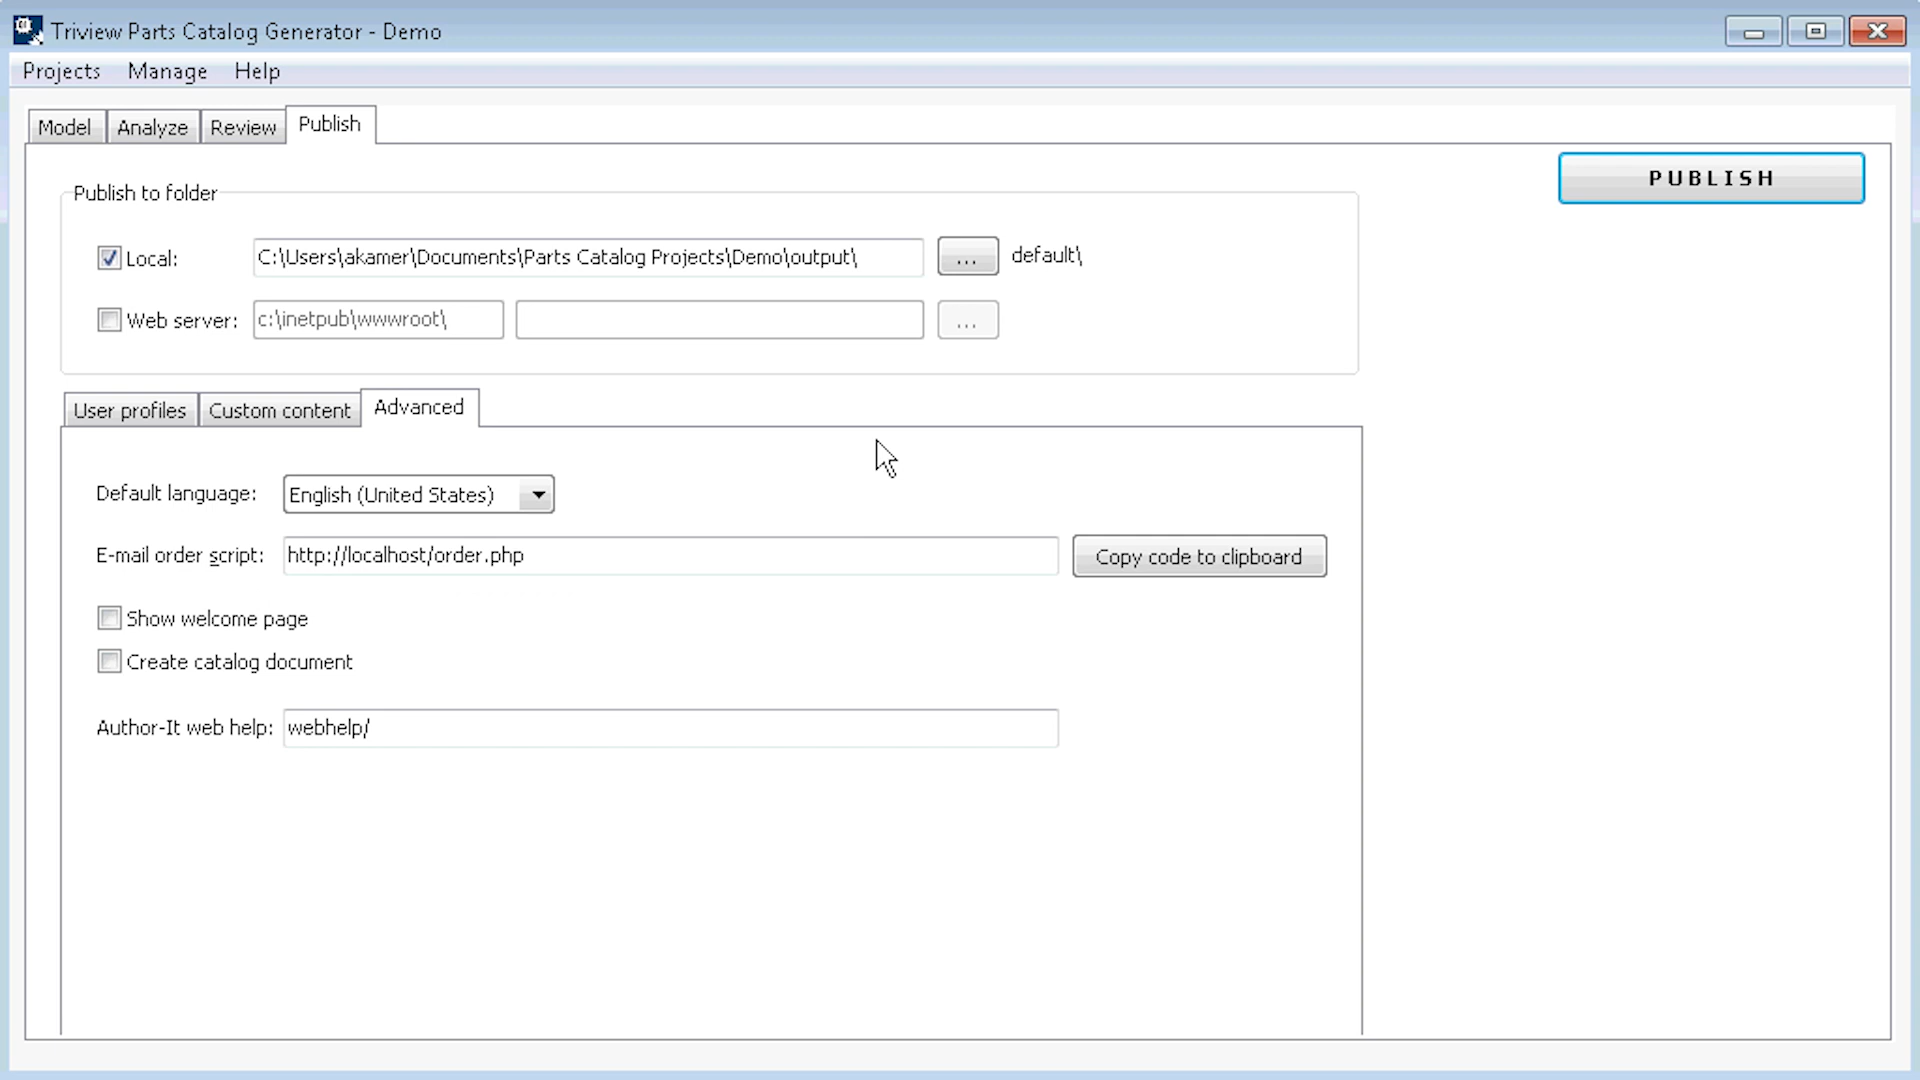 Triview Parts Catalog Generator - Demo
Projects Manage Help
Model Analyze Review Publish
PUBLISH
Publish to folder
Local: C:\Users\akamer\Documents\Parts Catalog Projects\Demo\output\ ... default\
Web server: c:\inetpub\wwwroot\ ...
User profiles Custom content Advanced
Default language: English (United States)
E-mail order script: http://localhost/order.php Copy code to clipboard
Show welcome page
Create catalog document
Author-It web help: webhelp/